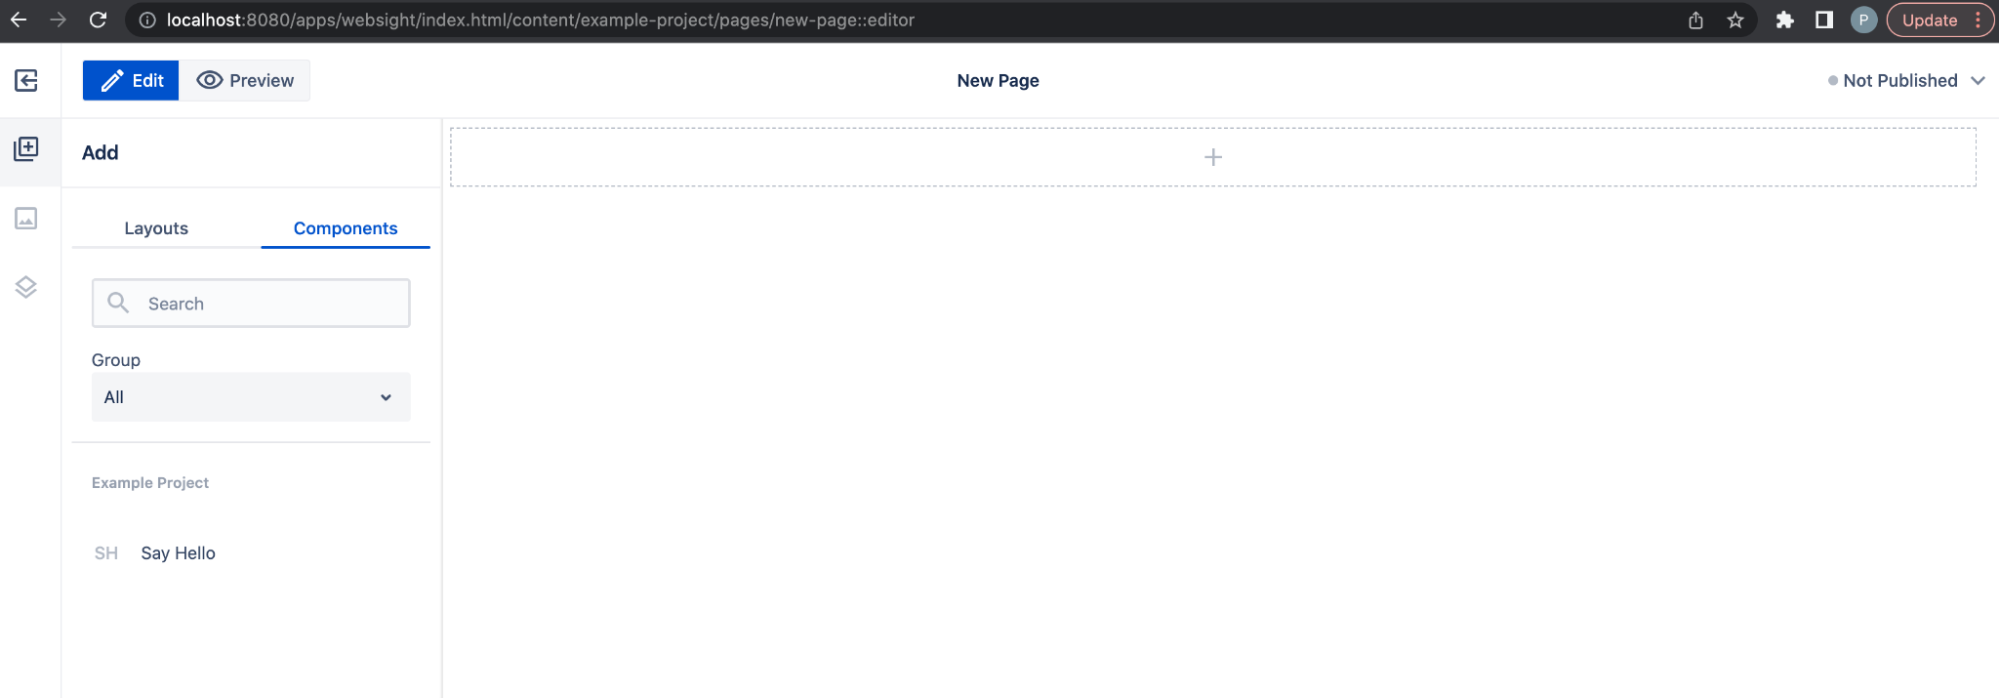 localhost:8080/apps/websight/index.html/content/example-project/pages/new-page::editor
P
Update
Edit
Preview
New Page
Not Published
Add
Layouts
Components
Search
Group
All
Example Project
SH Say Hello